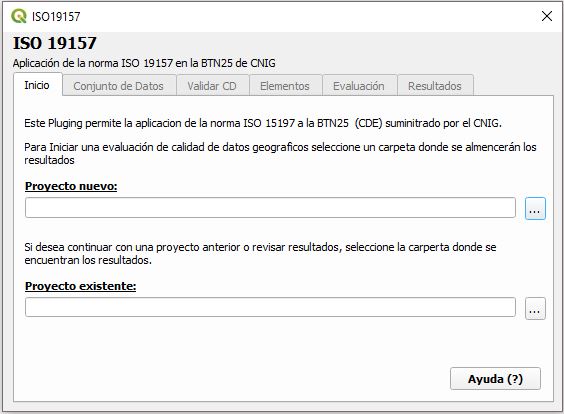 ISO19157
ISO 19157
Aplicación de la norma ISO 19157 en la BTN25 de CNIG
Inicio Conjunto de Datos Validar CD Elementos Evaluación Resultados
Este Pluging permite la aplicacion de la norma ISO 15197 a la BTN25 (CDE) suminitrado por el CNIG.
Para Iniciar una evaluación de calidad de datos geograficos seleccione un carpeta donde se almencerán los
resultados
Proyecto nuevo:
...
Si desea continuar con una proyecto anterior o revisar resultados, seleccione la carperta donde se
encuentran los resultados.
Proyecto existente:
...
Ayuda (?)